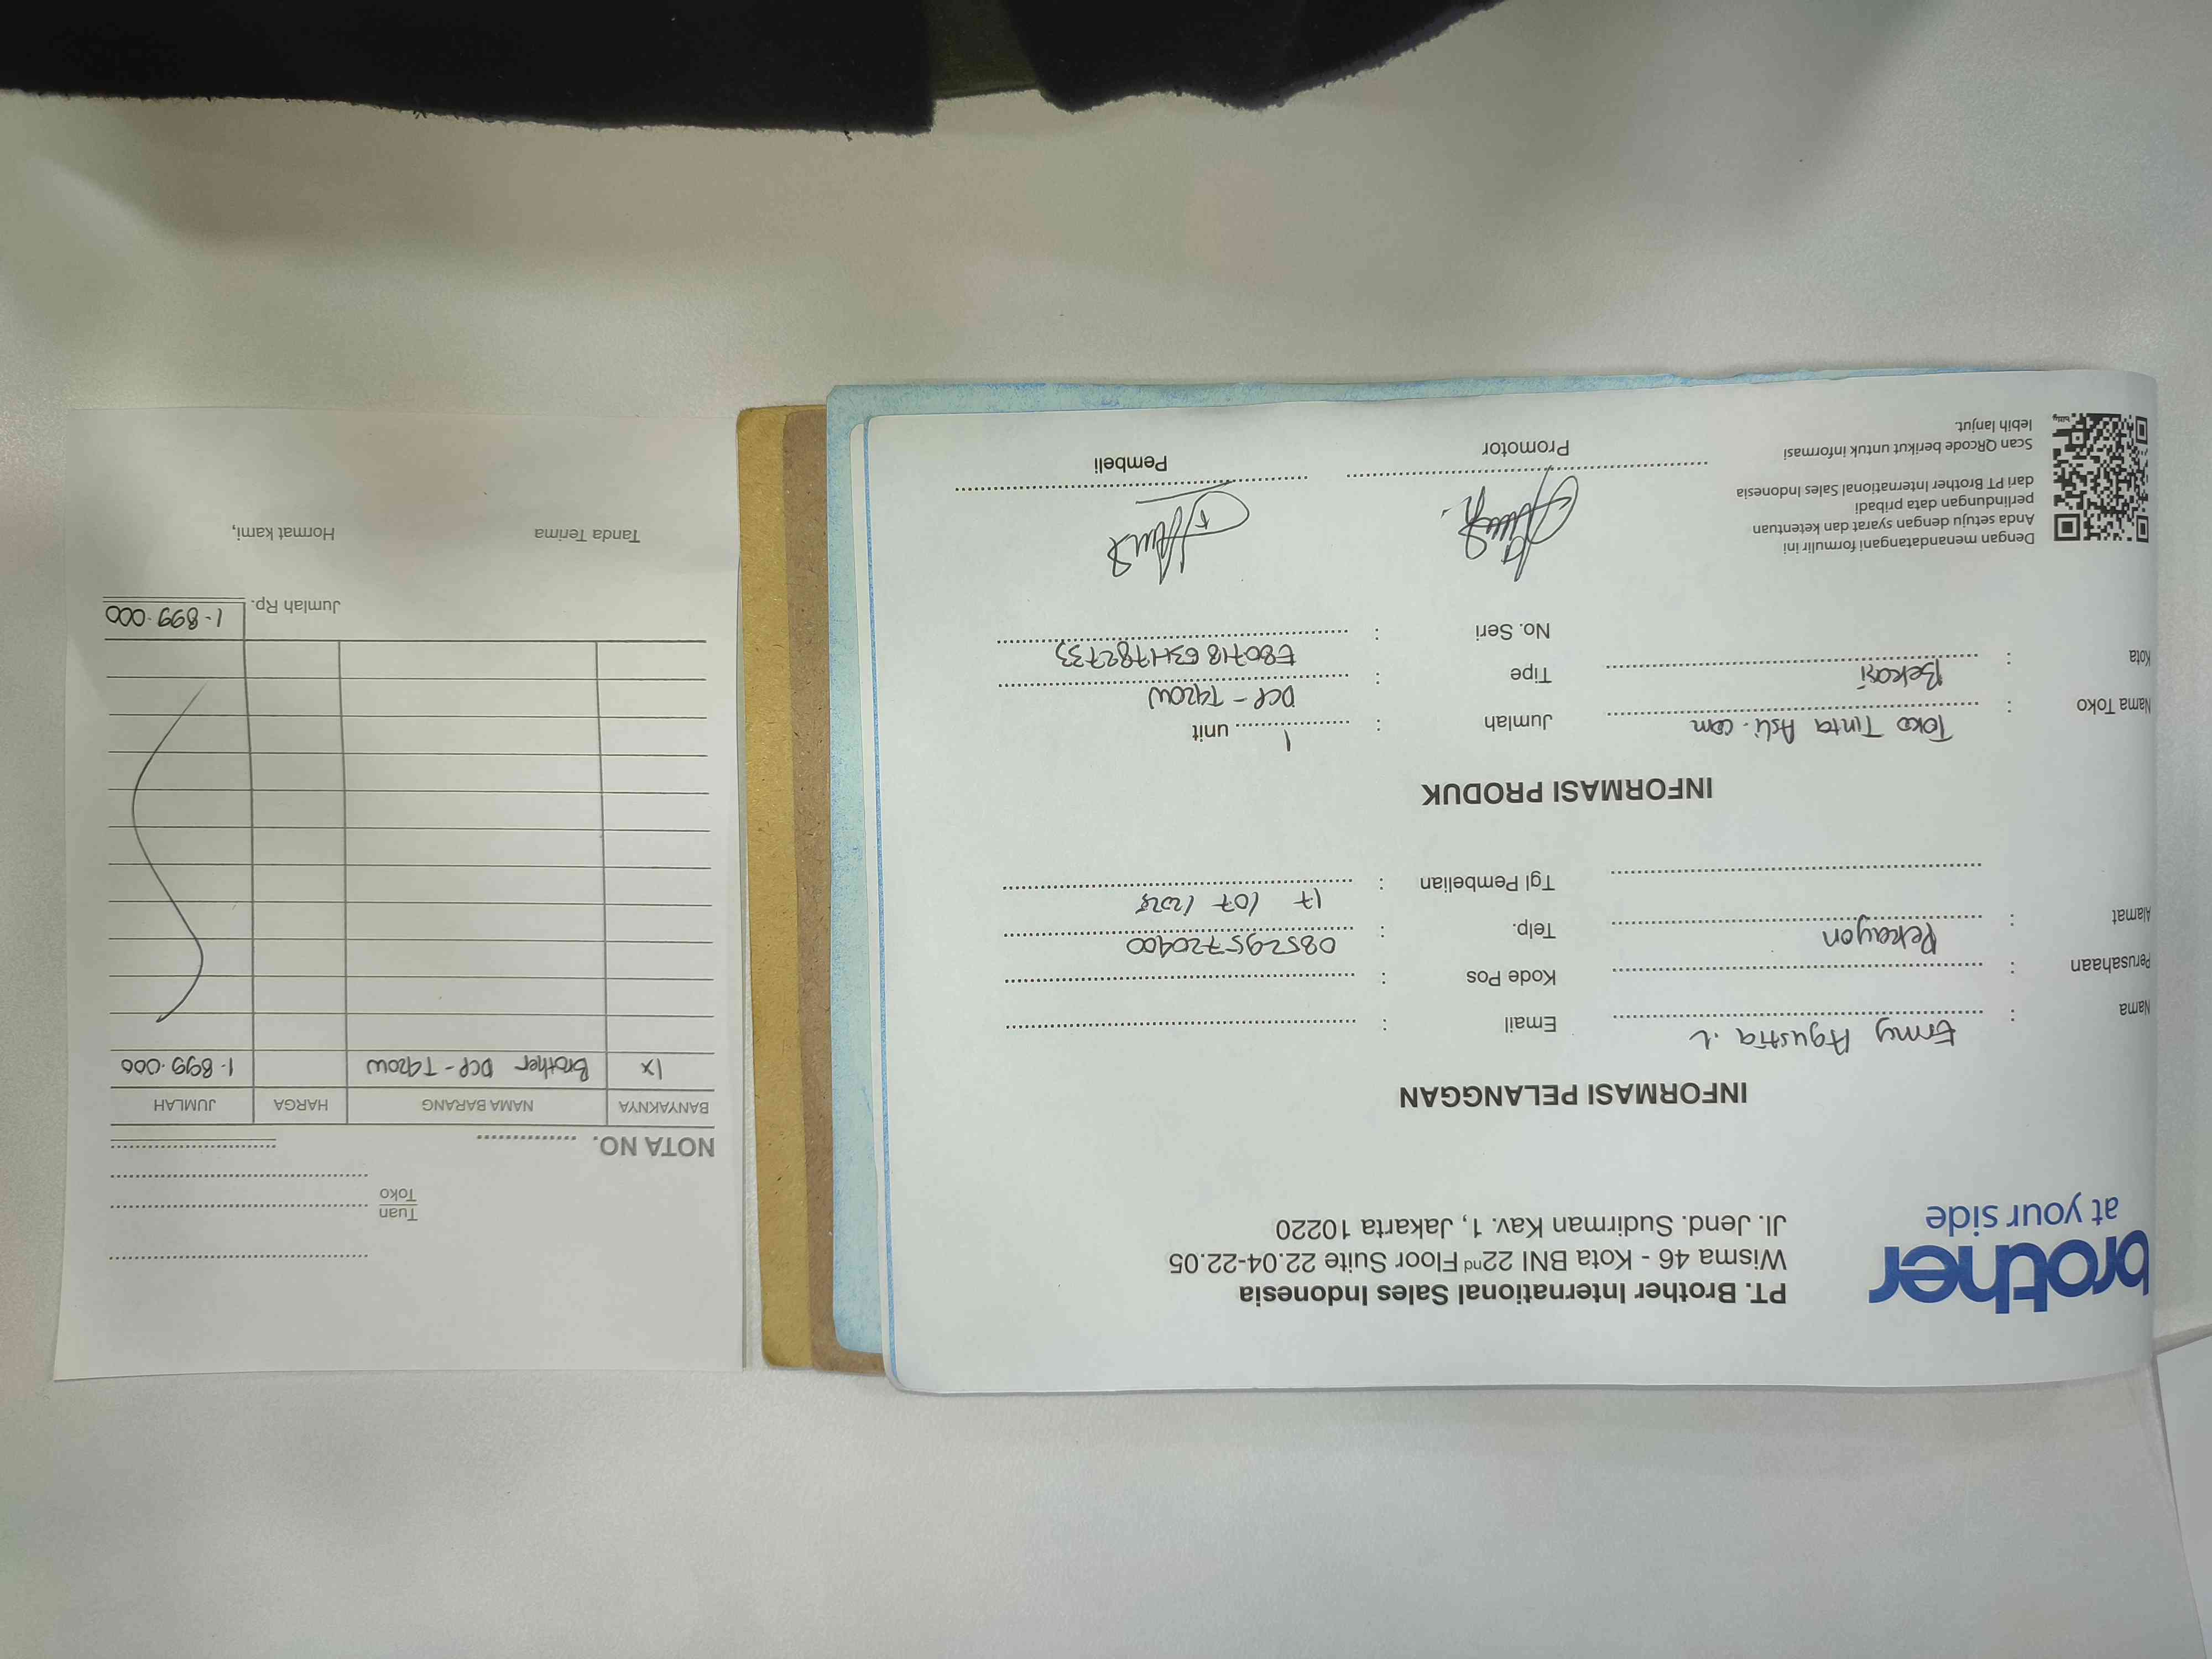 brother
at your side
PT. Brother International Sales Indonesia
Wisma 46 - Kota BNI 22nd Floor Suite 22.04-22.05
Jl. Jend. Sudirman Kav. 1, Jakarta 10220
INFORMASI PELANGGAN
Nama : Ermy Agustia . L
Perusahaan :
Alamat : Pekayon
Email :
Kode Pos :
Telp. : 085295720400
Tgl Pembelian : 17 / 07 / 2025
INFORMASI PRODUK
Nama Toko : Toko Tinta Asli . com
Kota : Bekasi
Jumlah : 1 unit
Tipe : DCP - T420W
No. Seri : E80718G3H782733
Dengan menandatangani formulir ini
Anda setuju dengan syarat dan ketentuan
perlindungan data pribadi
dari PT Brother International Sales Indonesia
Scan QRcode berikut untuk informasi
lebih lanjut.
Promotor
Pembeli
Tuan
Toko
NOTA NO.
BANYAKNYA NAMA BARANG HARGA JUMLAH
1x Brother DCP - T420W 1.899.000
Jumlah Rp. 1.899.000
Tanda Terima
Hormat kami,